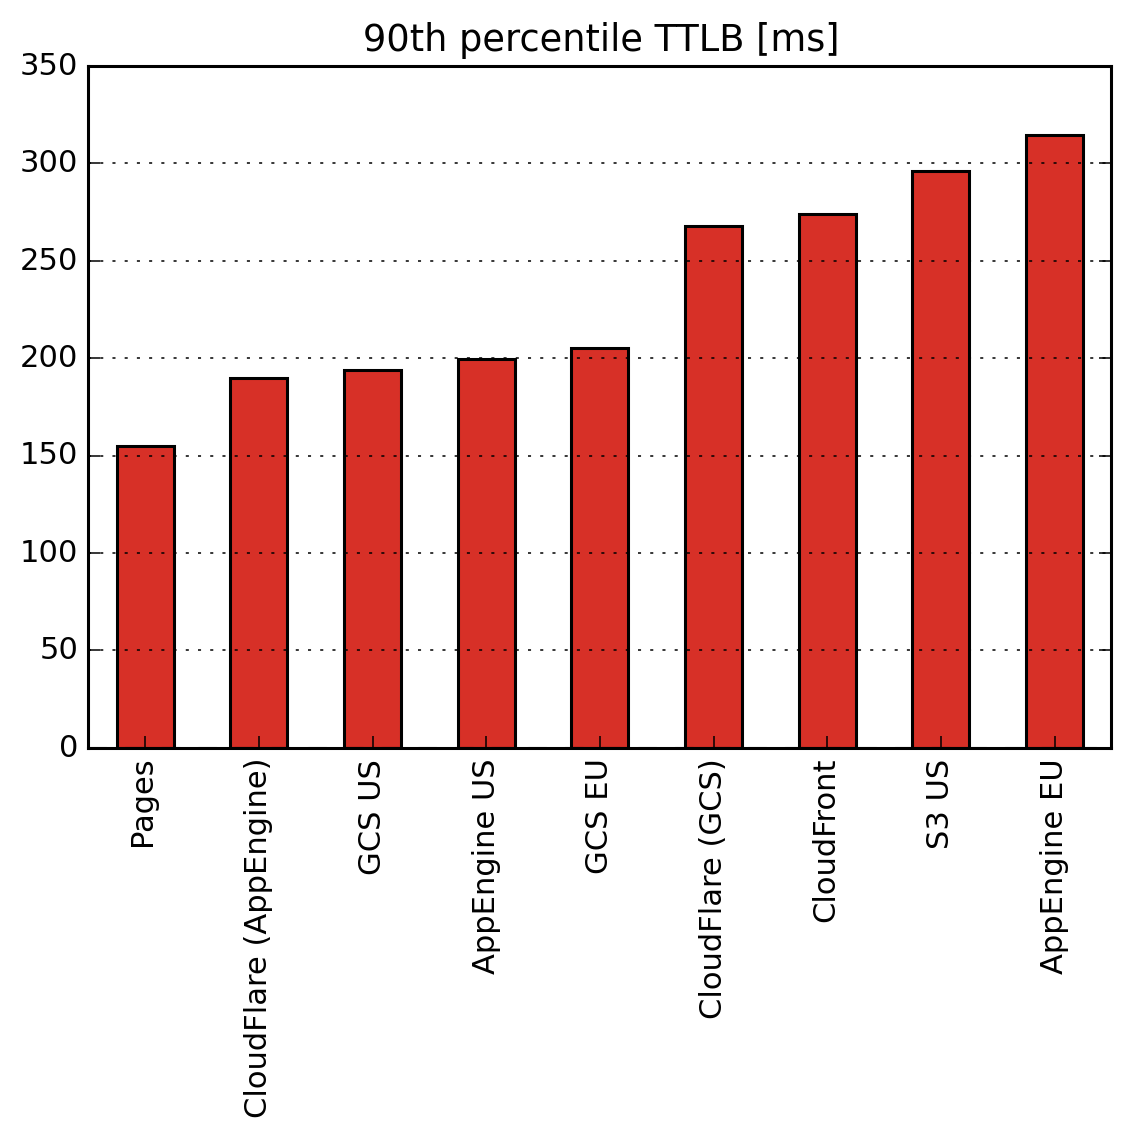 90th percentile TTLB [ms]
350
300
250
200
150
100
50
0
Pages
CloudFlare (AppEngine)
GCS US
AppEngine US
GCS EU
CloudFlare (GCS)
CloudFront
S3 US
AppEngine EU